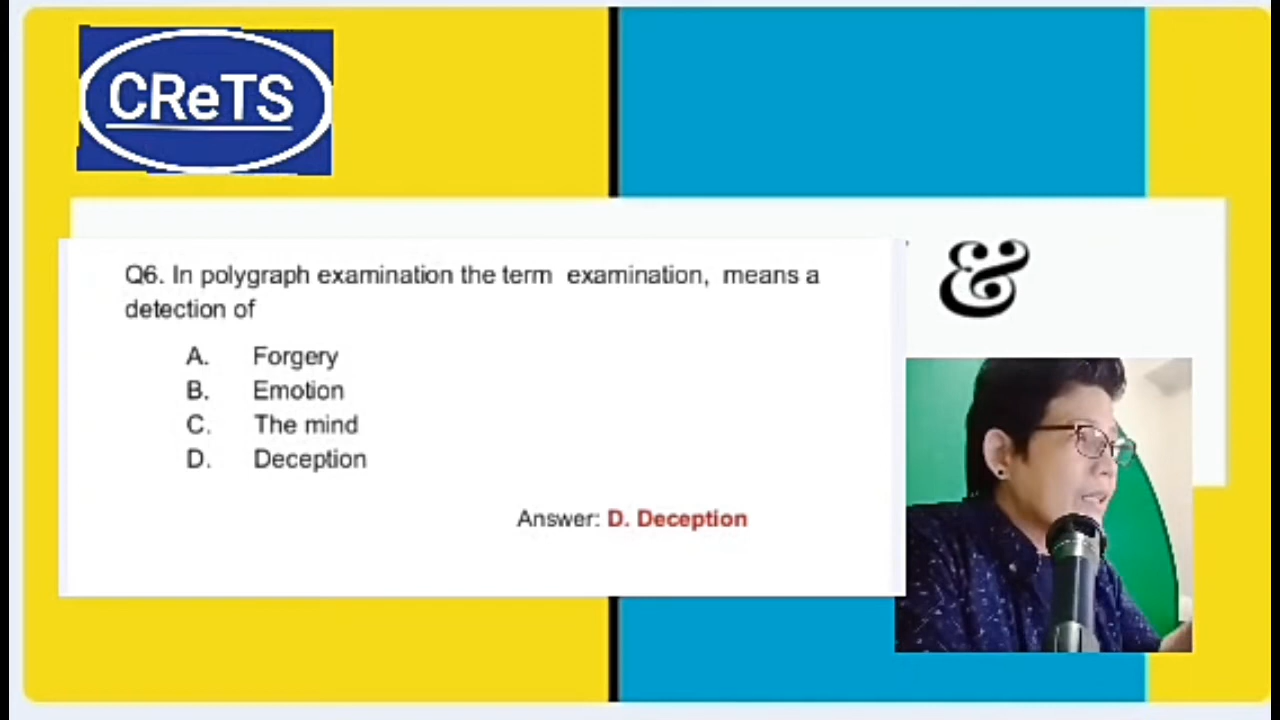 CReTS
&
Q6. In polygraph examination the term examination, means a
detection of
A. Forgery
B. Emotion
C. The mind
D. Deception
Answer: D. Deception